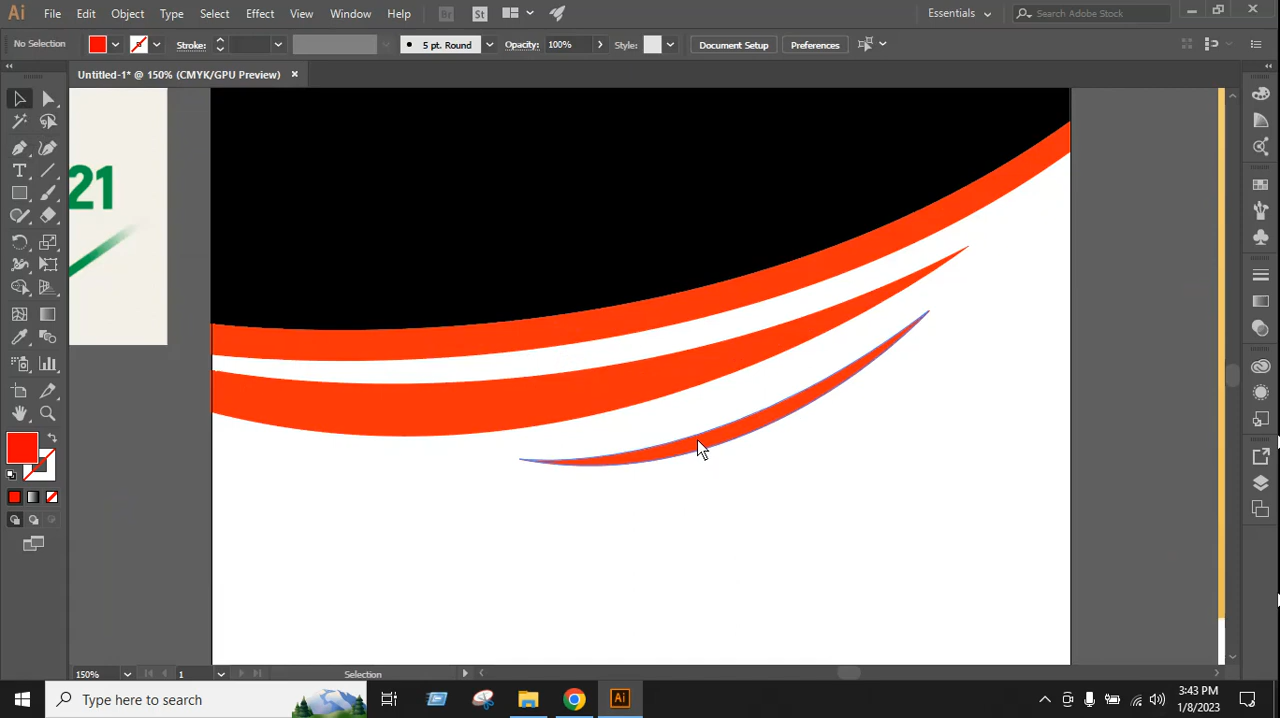 Ai File Edit Object Type Select Effect View Window Help Br St Essentials Search Adobe Stock
No Selection Stroke: 5 pt. Round Opacity: 100% Style: Document Setup Preferences
Untitled-1* @ 150% (CMYK/GPU Preview)
21
150% 1 Selection
Type here to search Ai 3:43 PM
1/8/2023